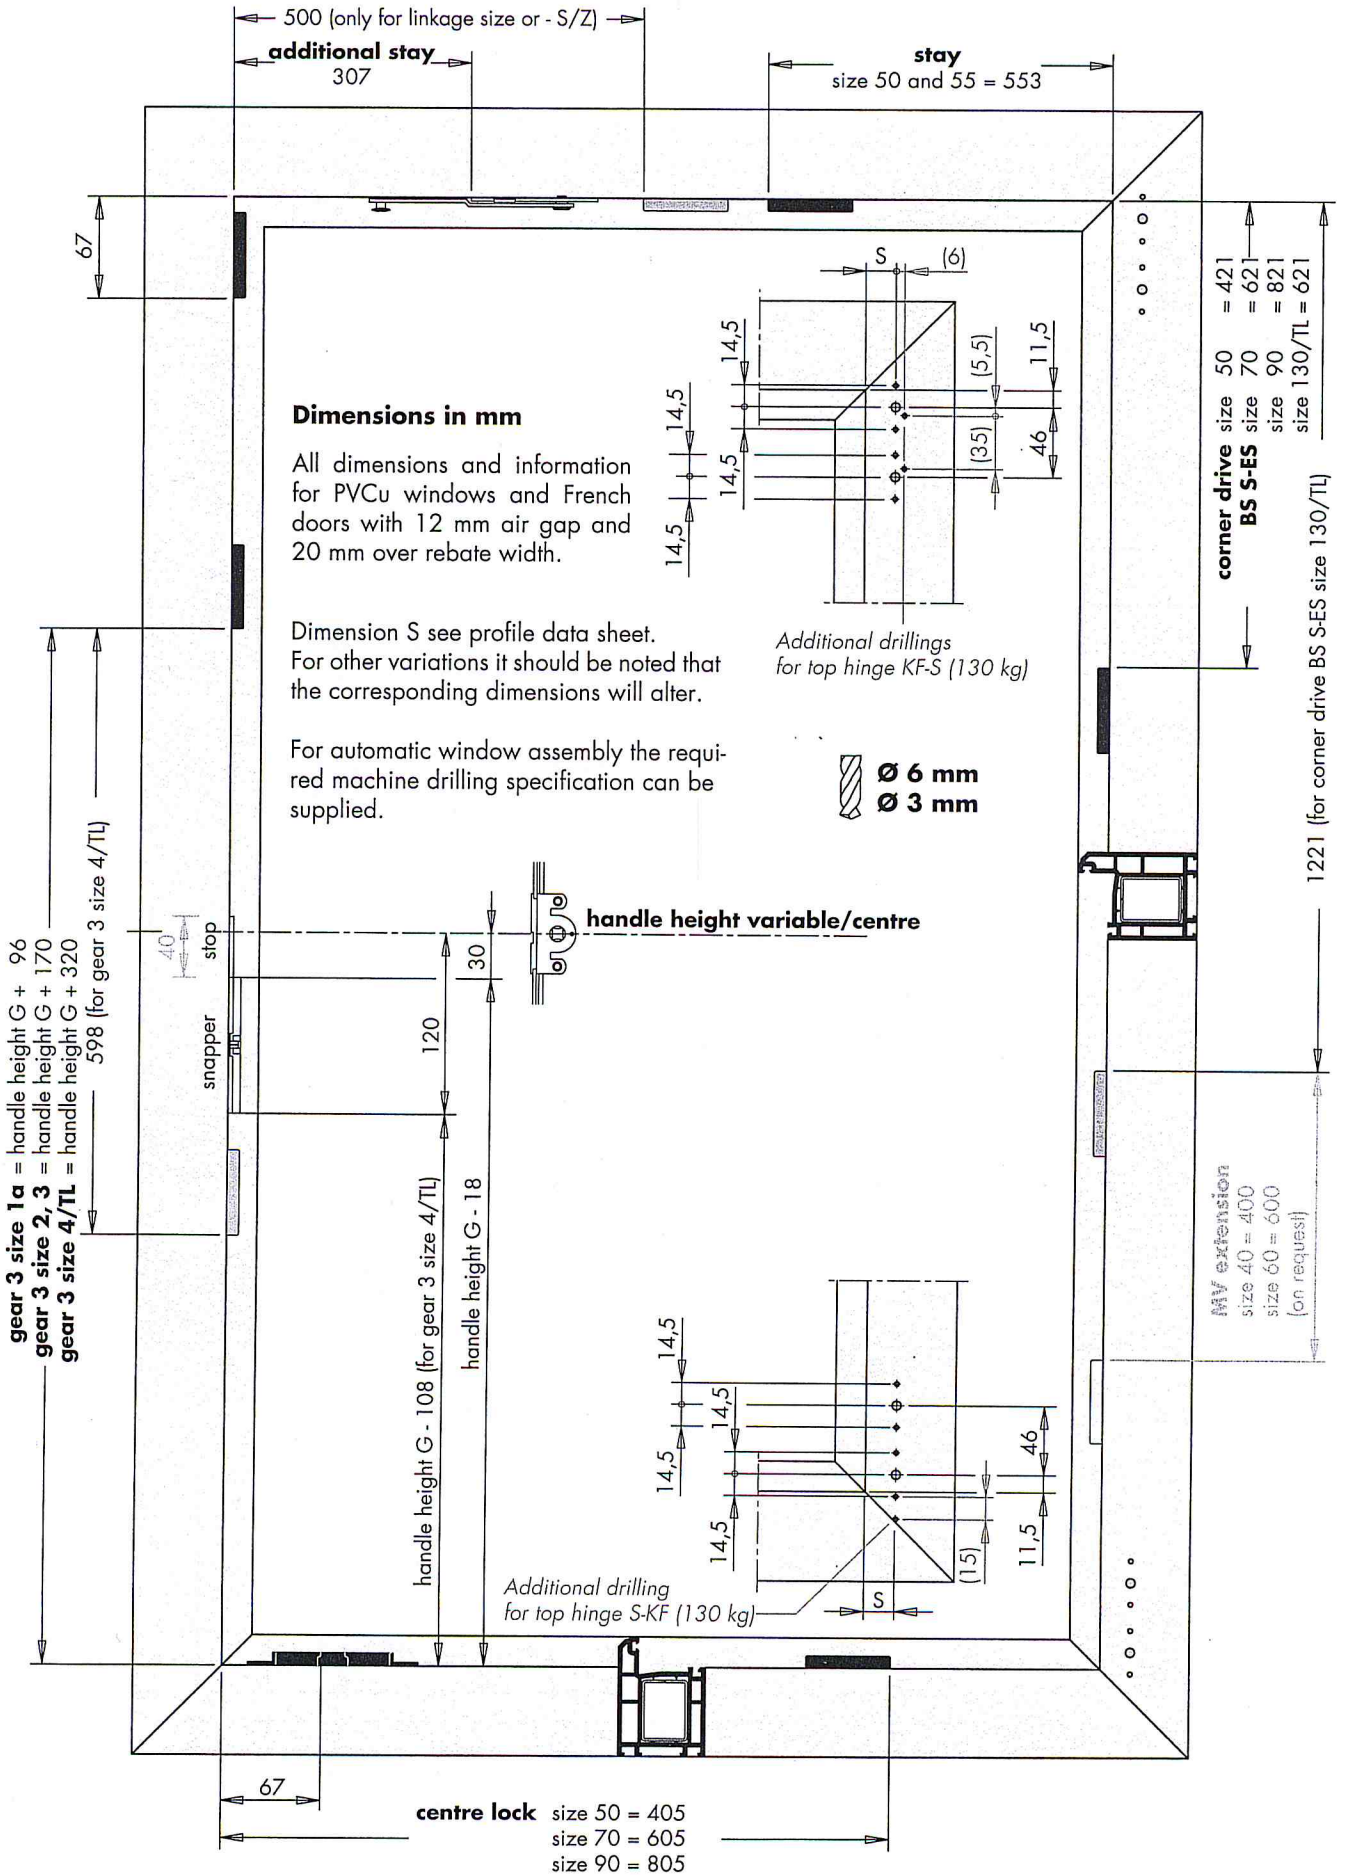 500 (only for linkage size or - S/Z)
additional stay
307
stay
size 50 and 55 = 553
67
S
(6)
14,5
14,5
14,5
14,5
(5,5)
(35)
11,5
46
Dimensions in mm
All dimensions and information
for PVCu windows and French
doors with 12 mm air gap and
20 mm over rebate width.
Dimension S see profile data sheet.
For other variations it should be noted that
the corresponding dimensions will alter.
For automatic window assembly the requi-
red machine drilling specification can be
supplied.
Additional drillings
for top hinge KF-S (130 kg)
Ø 6 mm
Ø 3 mm
corner drive size 50 = 421
BS S-ES size 70 = 621
size 90 = 821
size 130/TL = 621
1221 (for corner drive BS S-ES size 130/TL)
gear 3 size 1a = handle height G + 96
gear 3 size 2, 3 = handle height G + 170
gear 3 size 4/TL = handle height G + 320
598 (for gear 3 size 4/TL)
40
stop
snapper
30
120
handle height variable/centre
handle height G - 108 (for gear 3 size 4/TL)
handle height G - 18
MV extension
size 40 = 400
size 60 = 600
(on request)
14,5
14,5
14,5
14,5
46
11,5
(15)
S
Additional drilling
for top hinge S-KF (130 kg)
67
centre lock size 50 = 405
size 70 = 605
size 90 = 805